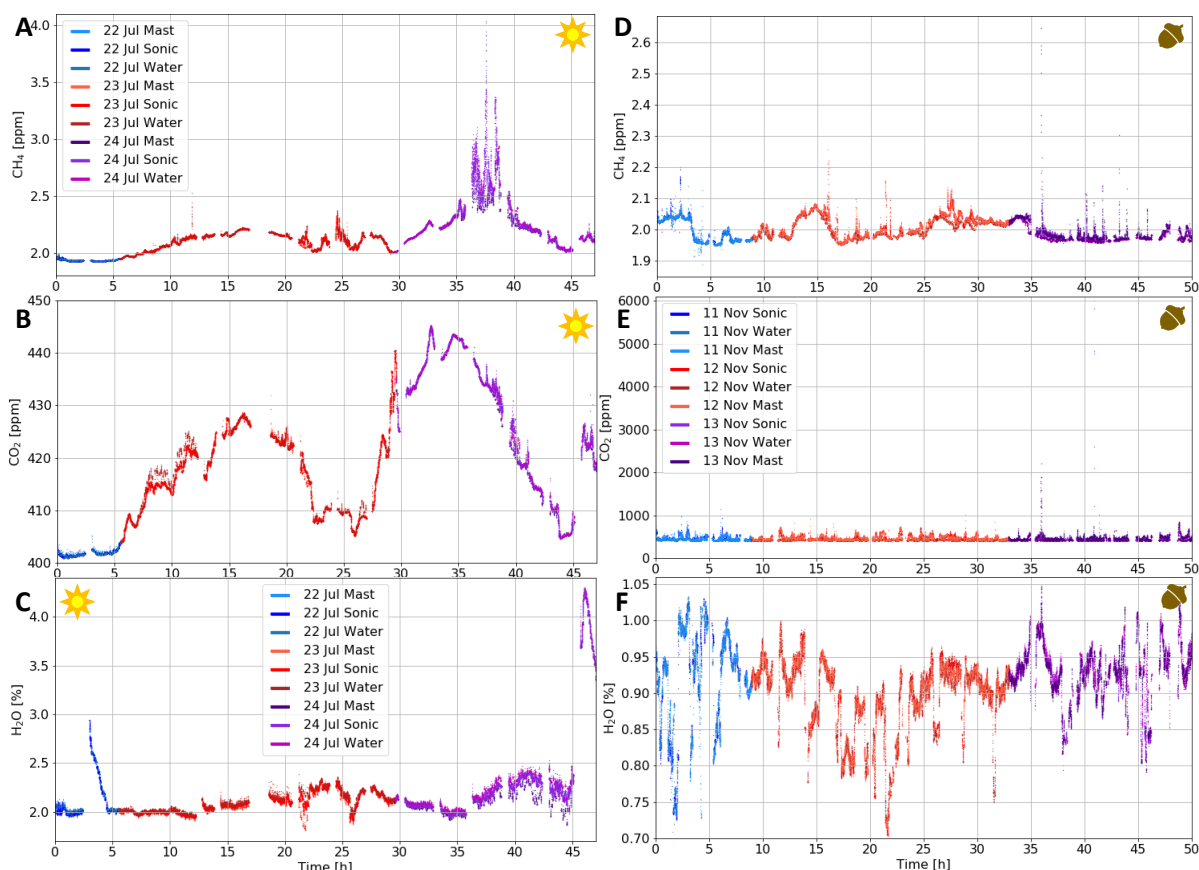 A
CH₄ [ppm]
4.0
3.5
3.0
2.5
2.0
22 Jul Mast
22 Jul Sonic
22 Jul Water
23 Jul Mast
23 Jul Sonic
23 Jul Water
24 Jul Mast
24 Jul Sonic
24 Jul Water
0 5 10 15 20 25 30 35 40 45
B
CO₂ [ppm]
450
440
430
420
410
400
0 5 10 15 20 25 30 35 40 45
C
H₂O [%]
4.0
3.5
3.0
2.5
2.0
22 Jul Mast
22 Jul Sonic
22 Jul Water
23 Jul Mast
23 Jul Sonic
23 Jul Water
24 Jul Mast
24 Jul Sonic
24 Jul Water
0 5 10 15 20 25 30 35 40 45
Time [h]
D
CH₄ [ppm]
2.6
2.5
2.4
2.3
2.2
2.1
2.0
1.9
0 5 10 15 20 25 30 35 40 45 50
E
CO₂ [ppm]
6000
5000
4000
3000
2000
1000
0
11 Nov Sonic
11 Nov Water
11 Nov Mast
12 Nov Sonic
12 Nov Water
12 Nov Mast
13 Nov Sonic
13 Nov Water
13 Nov Mast
0 5 10 15 20 25 30 35 40 45 50
F
H₂O [%]
1.05
1.00
0.95
0.90
0.85
0.80
0.75
0.70
0 5 10 15 20 25 30 35 40 45 50
Time [h]